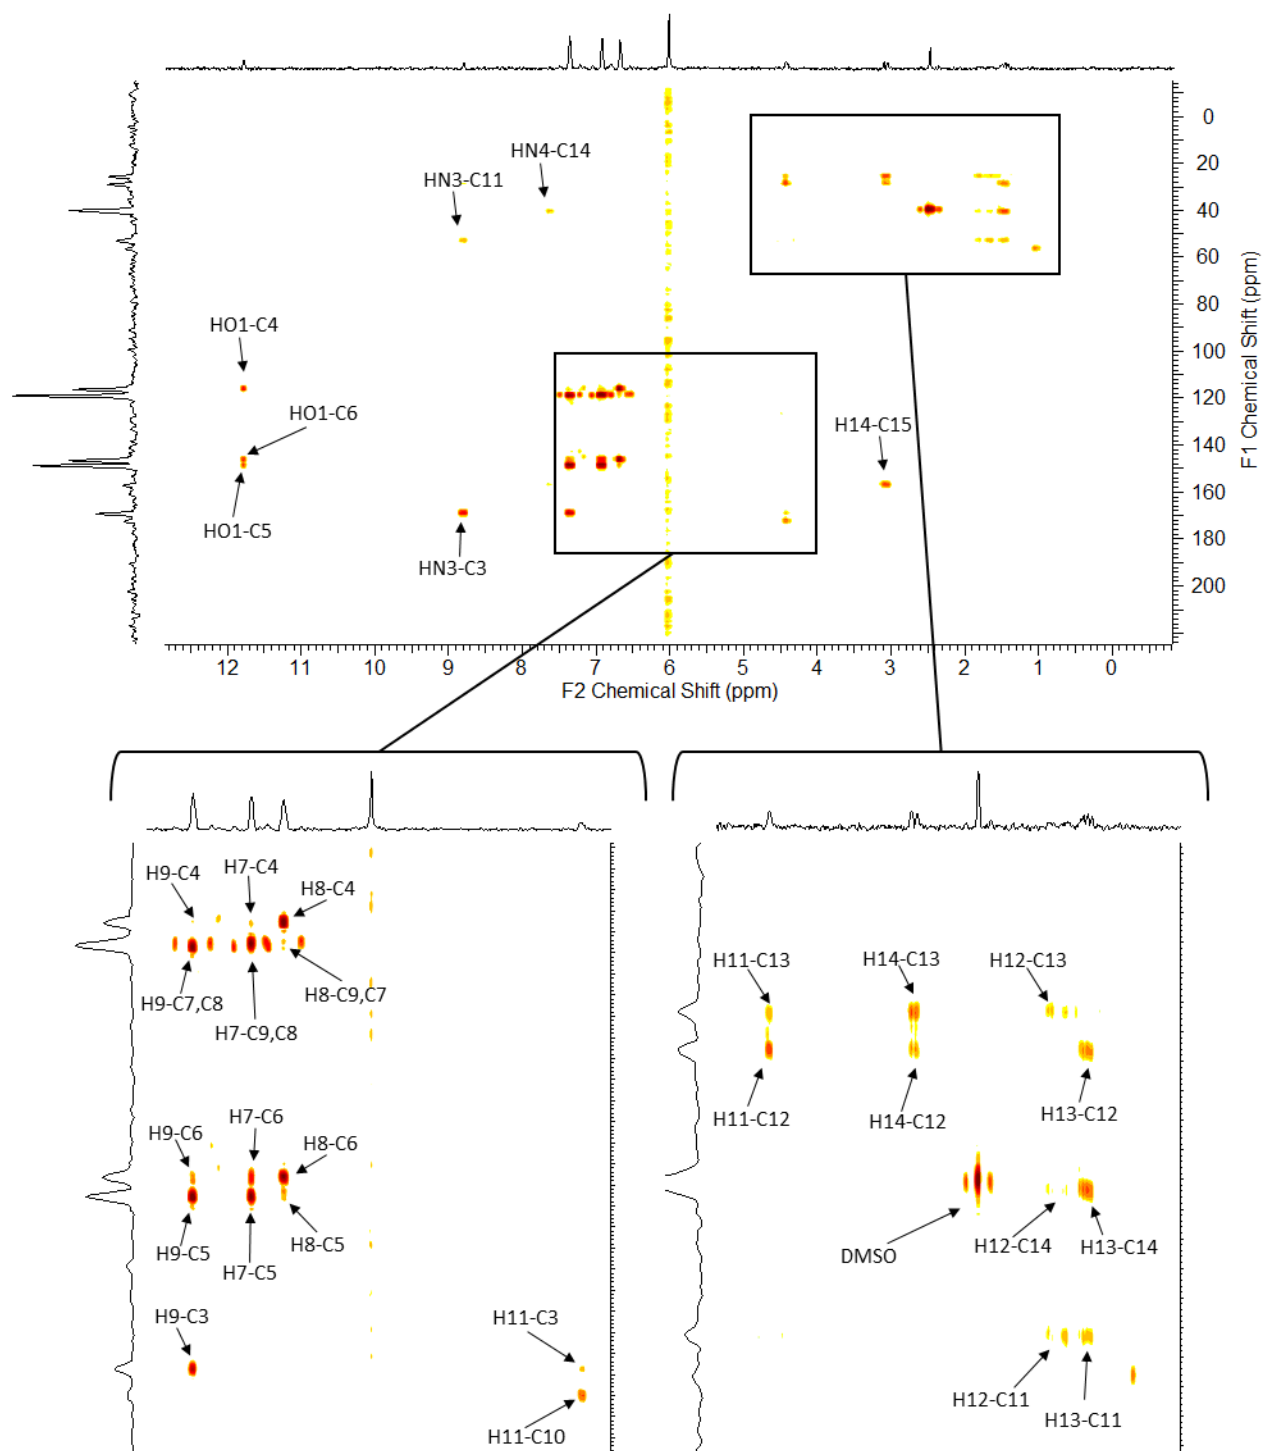 0
20
HN4-C14
HN3-C11
40
60
80
HO1-C4
100
120
HO1-C6
H14-C15
140
160
HO1-C5
HN3-C3
180
200
F1 Chemical Shift (ppm)
12 11 10 9 8 7 6 5 4 3 2 1 0
F2 Chemical Shift (ppm)
H9-C4
H7-C4
H8-C4
H9-C7,C8
H8-C9,C7
H7-C9,C8
H9-C6
H7-C6
H8-C6
H9-C5
H7-C5
H8-C5
H9-C3
H11-C3
H11-C10
H11-C13
H14-C13
H12-C13
H11-C12
H14-C12
H13-C12
DMSO
H12-C14
H13-C14
H12-C11
H13-C11